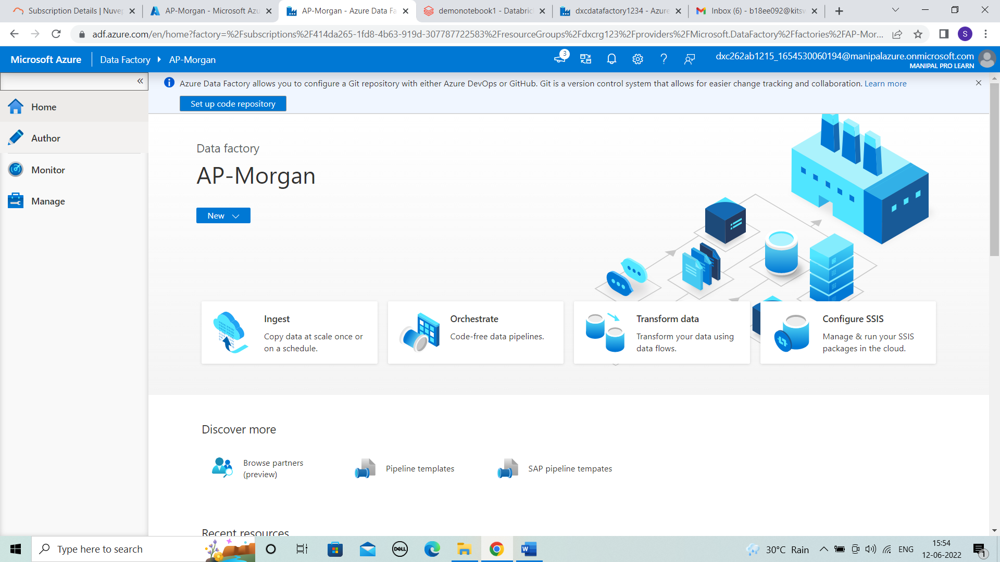 Subscription Details | Nuvep
AP-Morgan - Microsoft Azu
AP-Morgan - Azure Data Fa
demonotebook1 - Databric
dxcdatafactory1234 - Azure
Inbox (6) - b18ee092@kitsw
adf.azure.com/en/home?factory=%2Fsubscriptions%2F414da265-1fd8-4b63-919d-307787722583%2FresourceGroups%2Fdxcrg123%2Fproviders%2FMicrosoft.DataFactory%2Ffactories%2FAP-Mor...
S
Microsoft Azure
Data Factory
AP-Morgan
3
dxc262ab1215_1654530060194@manipalazure.onmicrosoft.com
MANIPAL PRO LEARN
Azure Data Factory allows you to configure a Git repository with either Azure DevOps or GitHub. Git is a version control system that allows for easier change tracking and collaboration. Learn more
Set up code repository
Home
Author
Monitor
Manage
Data factory
AP-Morgan
New
Ingest
Copy data at scale once or
on a schedule.
Orchestrate
Code-free data pipelines.
Transform data
Transform your data using
data flows.
Configure SSIS
Manage & run your SSIS
packages in the cloud.
Discover more
Browse partners
(preview)
Pipeline templates
SAP pipeline tempates
Recent resources
Type here to search
DELL
W
30°C Rain
ENG
15:54
12-06-2022
1